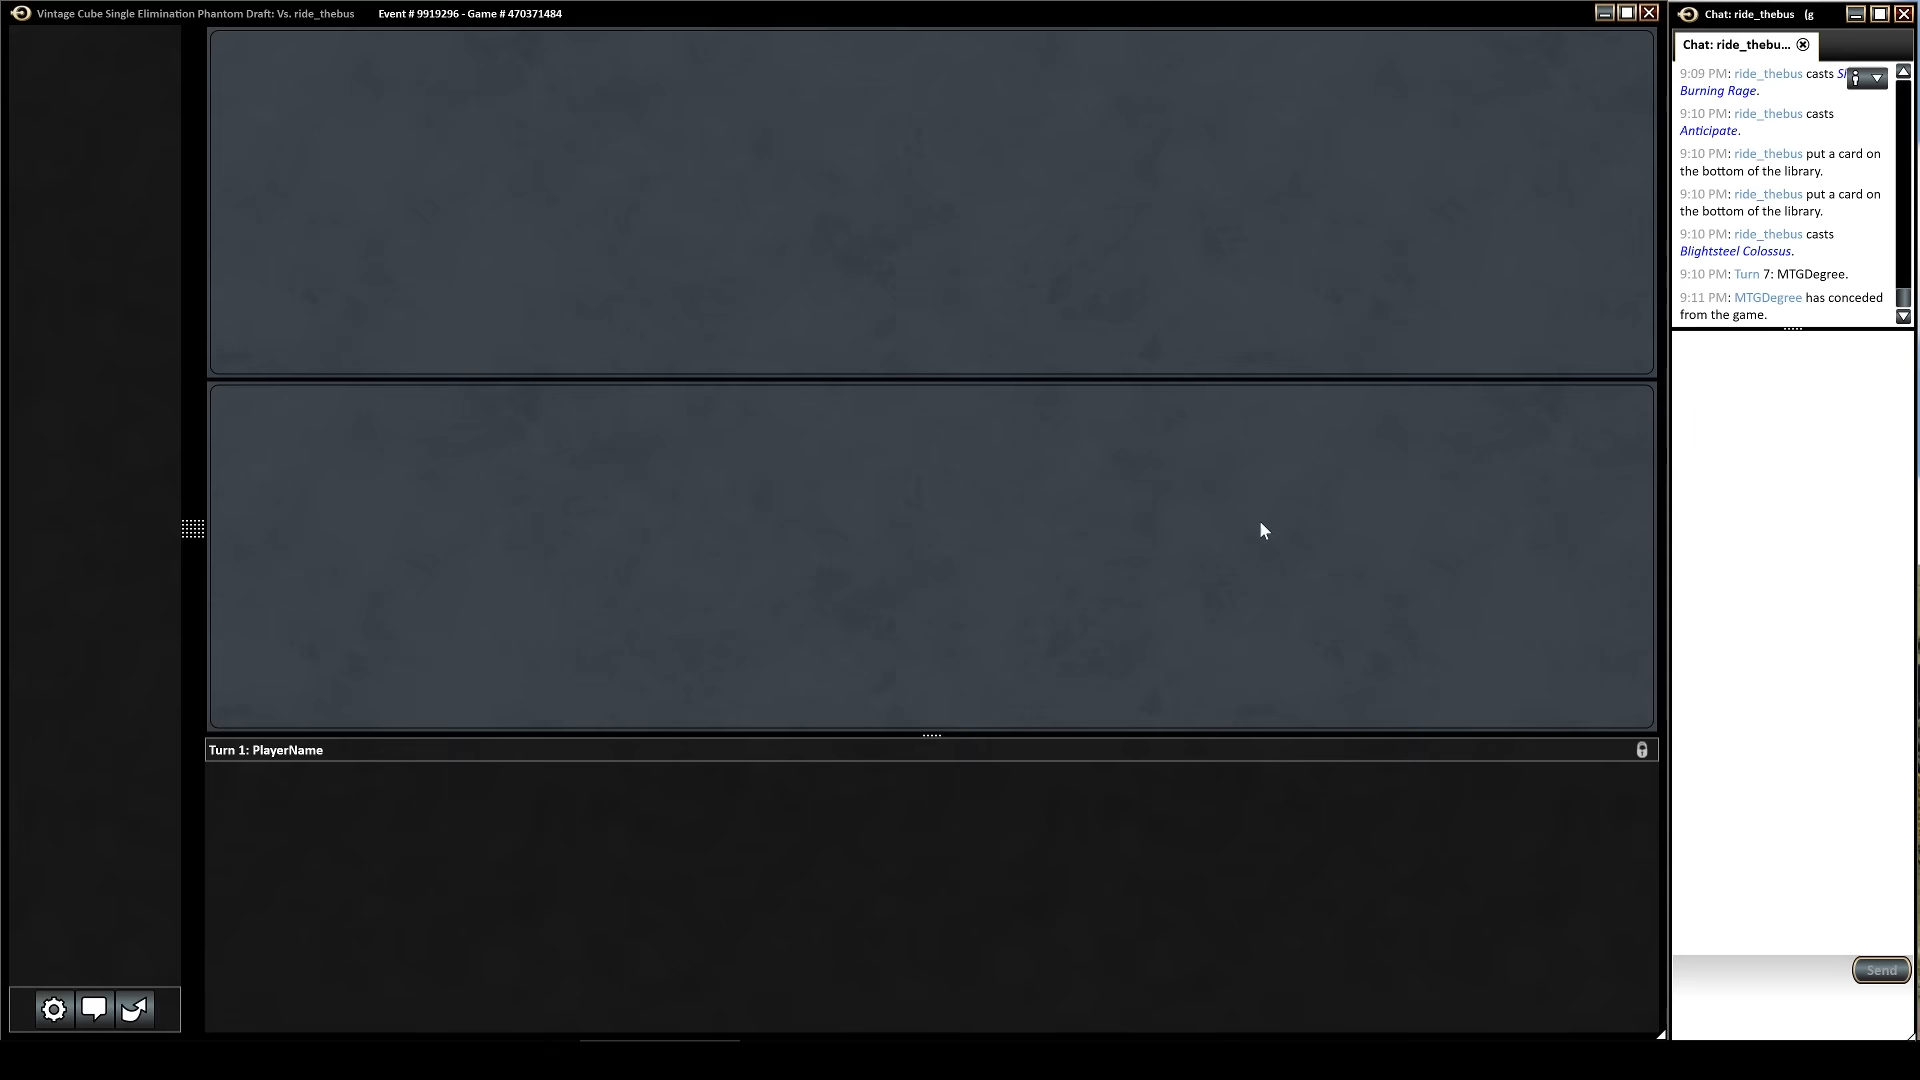 Vintage Cube Single Elimination Phantom Draft: Vs. ride_thebus Event # 9919296 - Game # 470371484
Chat: ride_thebus (g
Chat: ride_thebu...
9:09 PM: ride_thebus casts
Burning Rage.
9:10 PM: ride_thebus casts
Anticipate.
9:10 PM: ride_thebus put a card on
the bottom of the library.
9:10 PM: ride_thebus put a card on
the bottom of the library.
9:10 PM: ride_thebus casts
Blightsteel Colossus.
9:10 PM: Turn 7: MTGDegree.
9:11 PM: MTGDegree has conceded
from the game.
Turn 1: PlayerName
Send